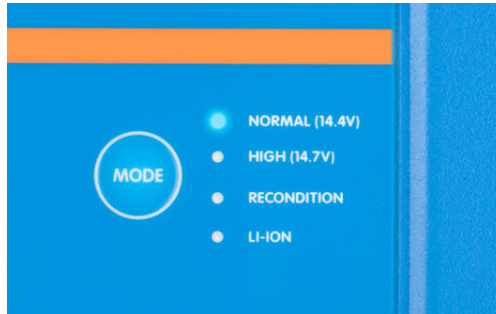 NORMAL (14.4V)
HIGH (14.7V)
MODE
RECONDITION
LI-ION